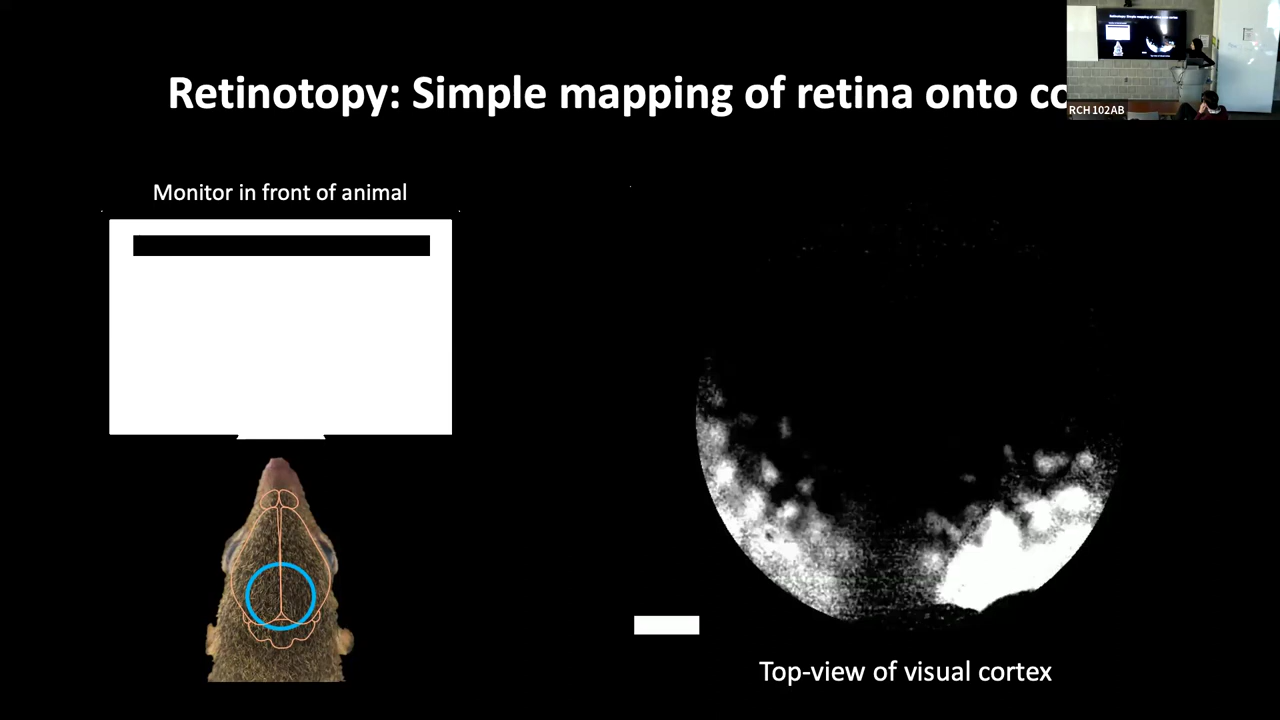 Retinotopy: Simple mapping of retina onto co
RCH 102AB
Monitor in front of animal
Top-view of visual cortex